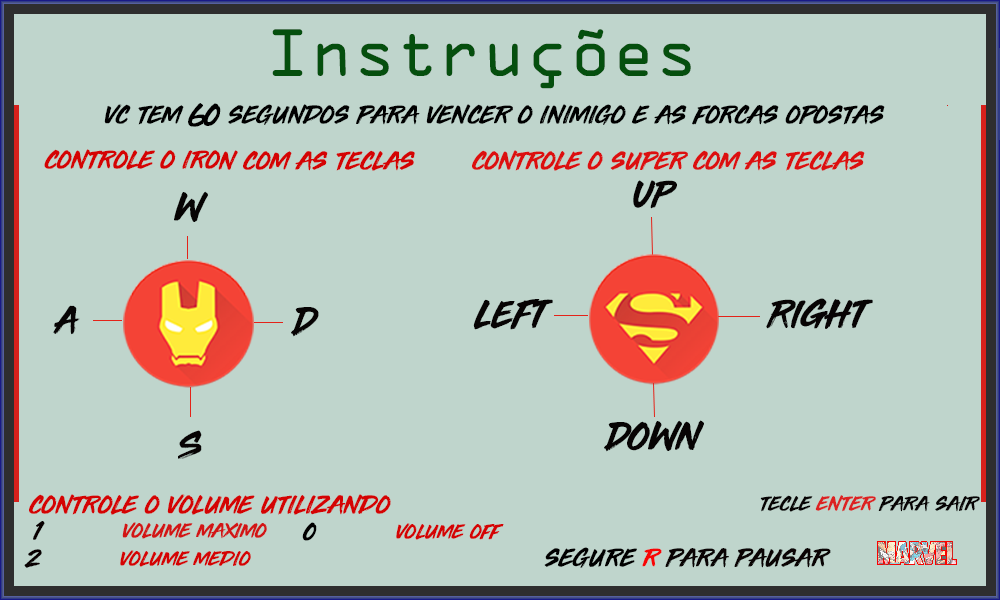 Instruções
VC TEM 60 SEGUNDOS PARA VENCER O INIMIGO E AS FORCAS OPOSTAS
CONTROLE O IRON COM AS TECLAS
CONTROLE O SUPER COM AS TECLAS
W
UP
A
D
LEFT
RIGHT
S
DOWN
CONTROLE O VOLUME UTILIZANDO
TECLE ENTER PARA SAIR
1 VOLUME MAXIMO 0 VOLUME OFF
2 VOLUME MEDIO
SEGURE R PARA PAUSAR
MARVEL